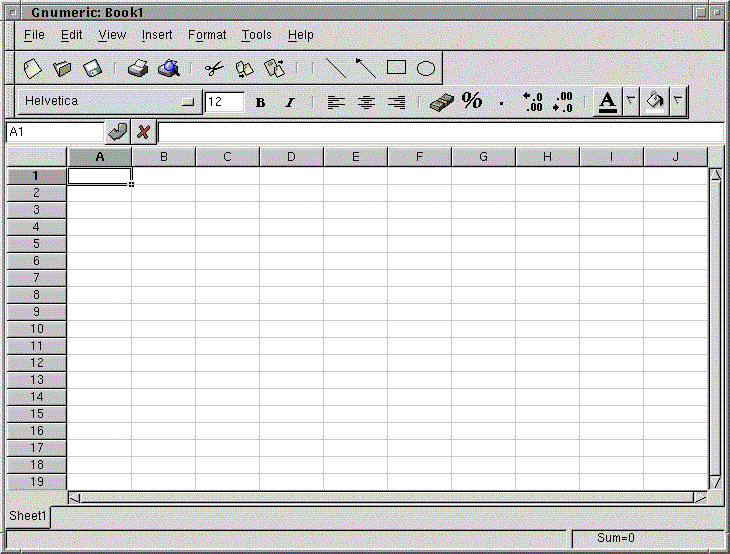 Gnumeric: Book1
File Edit View Insert Format Tools Help
Helvetica 12 B I % .0 .00 .00 .0 A
A1
A B C D E F G H I J
1
2
3
4
5
6
7
8
9
10
11
12
13
14
15
16
17
18
19
Sheet1
Sum=0